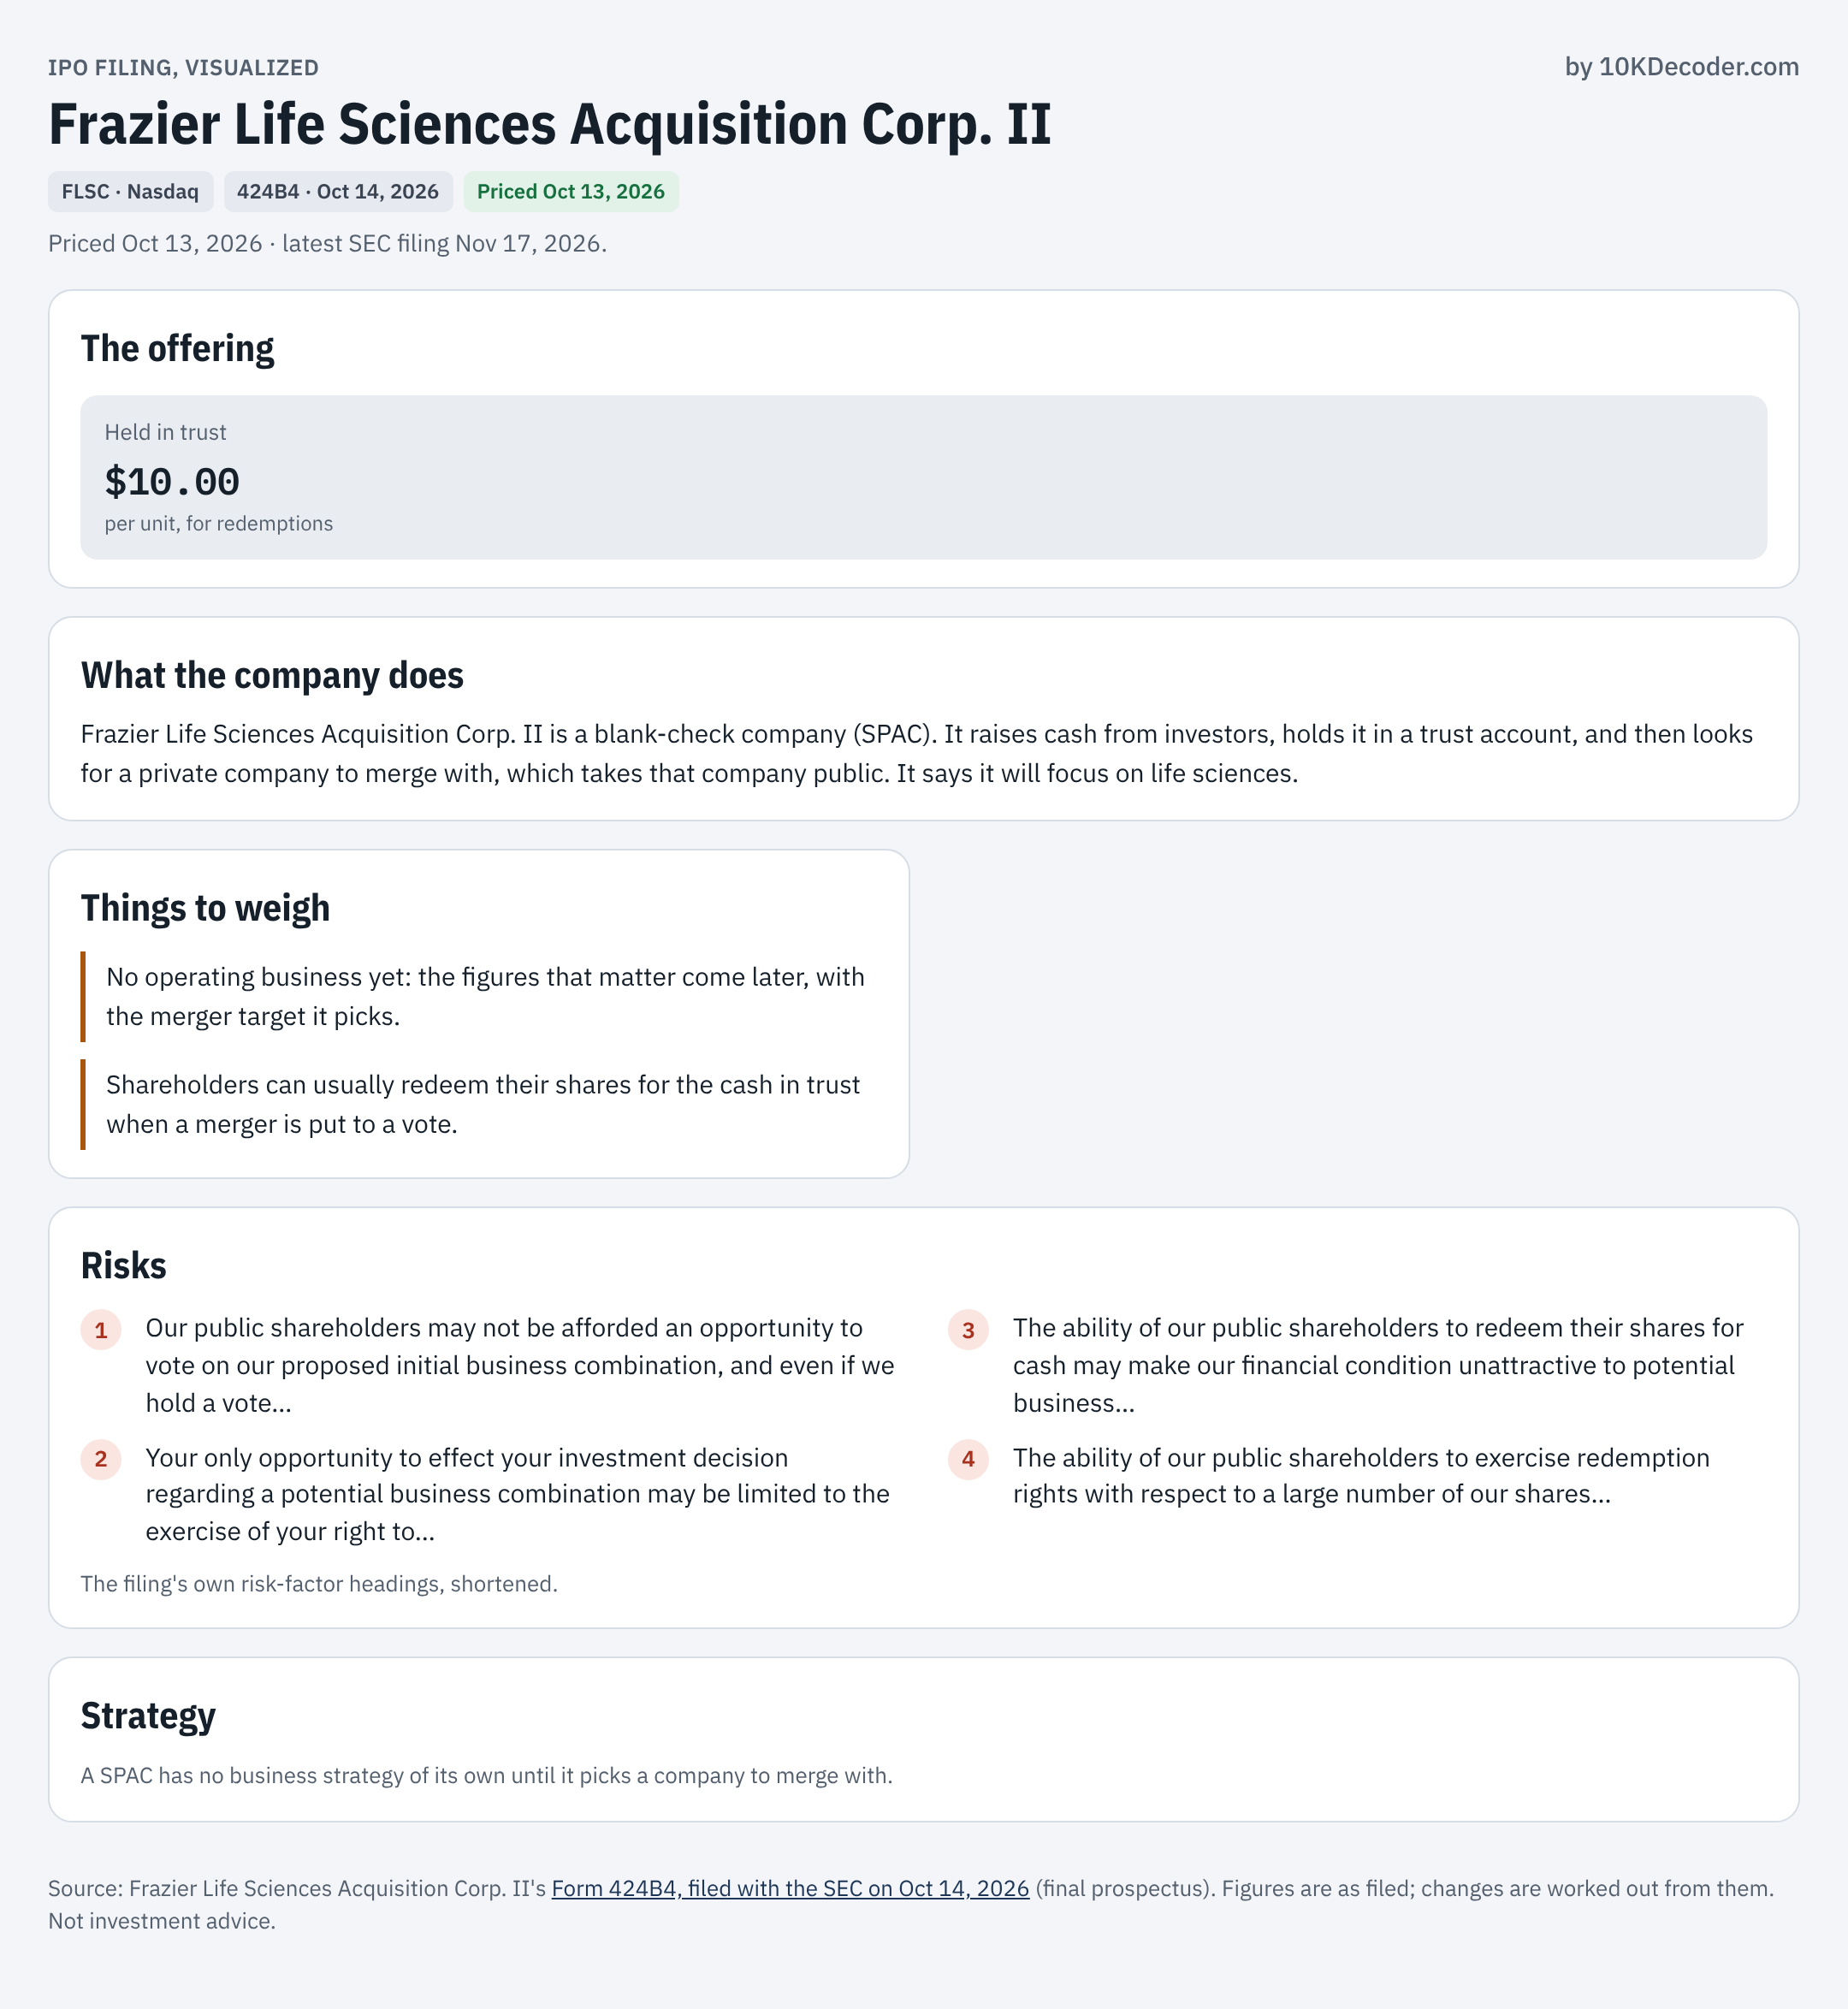 IPO FILING, VISUALIZED
by 10KDecoder.com
Frazier Life Sciences Acquisition Corp. II
FLSC · Nasdaq
424B4 · Oct 14, 2026
Priced Oct 13, 2026
Priced Oct 13, 2026 · latest SEC filing Nov 17, 2026.
The offering
Held in trust
$10.00
per unit, for redemptions
What the company does
Frazier Life Sciences Acquisition Corp. II is a blank-check company (SPAC). It raises cash from investors, holds it in a trust account, and then looks
for a private company to merge with, which takes that company public. It says it will focus on life sciences.
Things to weigh
No operating business yet: the figures that matter come later, with
the merger target it picks.
Shareholders can usually redeem their shares for the cash in trust
when a merger is put to a vote.
Risks
1
Our public shareholders may not be afforded an opportunity to
vote on our proposed initial business combination, and even if we
hold a vote...
2
Your only opportunity to effect your investment decision
regarding a potential business combination may be limited to the
exercise of your right to...
3
The ability of our public shareholders to redeem their shares for
cash may make our financial condition unattractive to potential
business...
4
The ability of our public shareholders to exercise redemption
rights with respect to a large number of our shares...
The filing's own risk-factor headings, shortened.
Strategy
A SPAC has no business strategy of its own until it picks a company to merge with.
Source: Frazier Life Sciences Acquisition Corp. II's Form 424B4, filed with the SEC on Oct 14, 2026 (final prospectus). Figures are as filed; changes are worked out from them.
Not investment advice.